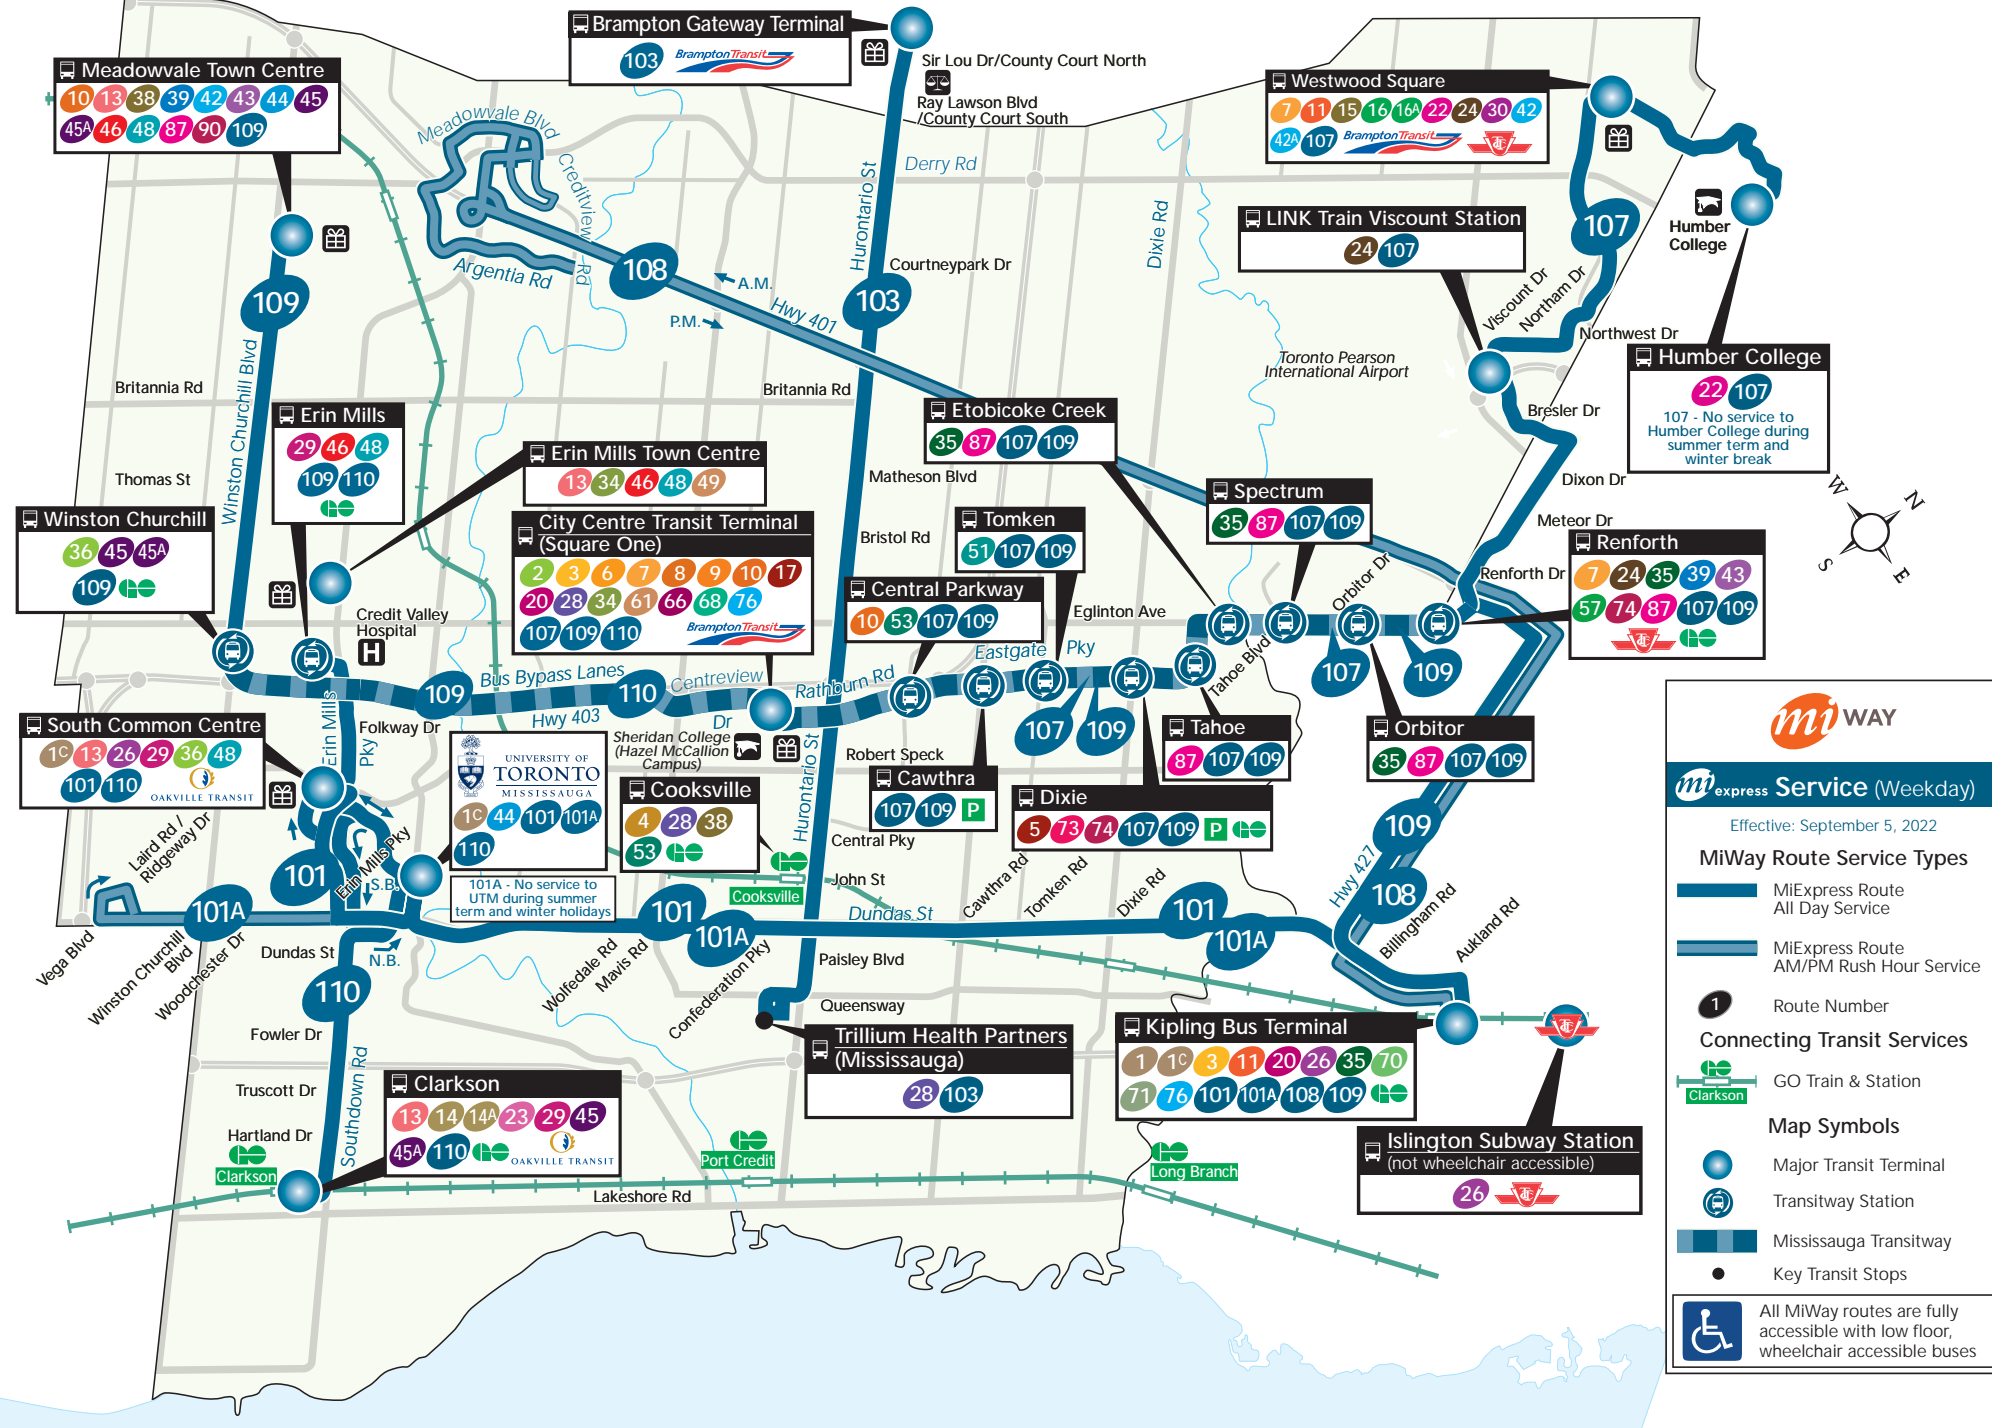 Brampton Gateway Terminal
103 BramptonTransit
Sir Lou Dr/County Court North
Ray Lawson Blvd
/County Court South
Meadowvale Town Centre
10 13 38 39 42 43 44 45
45A 46 48 87 90 109
Westwood Square
7 11 15 16 16A 22 24 30 42
42A 107 BramptonTransit TTC
Meadowvale Blvd
Creditview Rd
Argentia Rd
Derry Rd
Hurontario St
Dixie Rd
Humber
College
107
LINK Train Viscount Station
24 107
108
A.M.
P.M.
Hwy 401
Courtneypark Dr
103
109
Viscount Dr
Northam Dr
Northwest Dr
Toronto Pearson
International Airport
Humber College
22 107
107 - No service to
Humber College during
summer term and
winter break
Winston Churchill Blvd
Britannia Rd
Britannia Rd
Bresler Dr
Erin Mills
29 46 48
109 110
GO
Etobicoke Creek
35 87 107 109
Erin Mills Town Centre
13 34 46 48 49
Thomas St
Matheson Blvd
Dixon Dr
W N S E
Spectrum
35 87 107 109
Winston Churchill
36 45 45A
109 GO
City Centre Transit Terminal
(Square One)
2 3 6 7 8 9 10 17
20 28 34 61 66 68 76
107 109 110 BramptonTransit
Tomken
51 107 109
Bristol Rd
Meteor Dr
Renforth
7 24 35 39 43
57 74 87 107 109
TTC GO
Renforth Dr
Orbitor Dr
Central Parkway
10 53 107 109
Eglinton Ave
Credit Valley
Hospital
H
Eastgate Pky
Tahoe Blvd
107 109
109
Bus Bypass Lanes
110
Centreview
Dr
Hwy 403
Rathburn Rd
107 109
Erin Mills
Pky
Folkway Dr
South Common Centre
1C 13 26 29 36 48
101 110 OAKVILLE TRANSIT
UNIVERSITY OF
TORONTO
MISSISSAUGA
1C 44 101 101A
110
101A - No service to
UTM during summer
term and winter holidays
Sheridan College
(Hazel McCallion
Campus)
Hurontario St
Robert Speck
Cawthra
107 109 P
Tahoe
87 107 109
Orbitor
35 87 107 109
Dixie
5 73 74 107 109 P GO
Cooksville
4 28 38
53 GO
GO
Cooksville
Central Pky
John St
Laird Rd /
Ridgeway Dr
101
Erin Mills Pky
S.B.
N.B.
101A
101
101A
Dundas St
Cawthra Rd
Tomken Rd
Dixie Rd
101
101A
109
Hwy 427
108
Billingham Rd
Aukland Rd
Vega Blvd
Winston Churchill
Blvd
Woodchester Dr
Dundas St
110
Wolfedale Rd
Mavis Rd
Confederation Pky
Paisley Blvd
Queensway
Fowler Dr
Trillium Health Partners
(Mississauga)
28 103
Kipling Bus Terminal
1 1C 3 11 20 26 35 70
71 76 101 101A 108 109 GO
TTC
Truscott Dr
Southdown Rd
Clarkson
13 14 14A 23 29 45
45A 110 GO OAKVILLE TRANSIT
Hartland Dr
GO
Clarkson
GO
Port Credit
GO
Long Branch
Islington Subway Station
(not wheelchair accessible)
26 TTC
Lakeshore Rd
mi WAY
mi express Service (Weekday)
Effective: September 5, 2022
MiWay Route Service Types
MiExpress Route
All Day Service
MiExpress Route
AM/PM Rush Hour Service
1 Route Number
Connecting Transit Services
GO
Clarkson
GO Train & Station
Map Symbols
Major Transit Terminal
Transitway Station
Mississauga Transitway
Key Transit Stops
All MiWay routes are fully
accessible with low floor,
wheelchair accessible buses